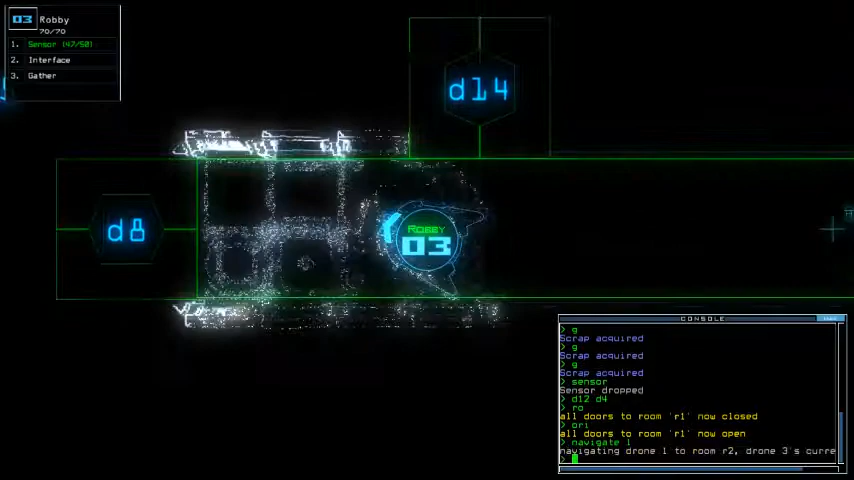 03 Robby
70/70
1. Sensor (47/50)
2. Interface
3. Gather
d14
d8
Robby
03
CONSOLE
> g
Scrap acquired
> g
Scrap acquired
> g
Scrap acquired
> sensor
Sensor dropped
> d12 d4
> ro
all doors to room 'r1' now closed
> ori
all doors to room 'r1' now open
> navigate 1
navigating drone 1 to room r2, drone 3's curre
>